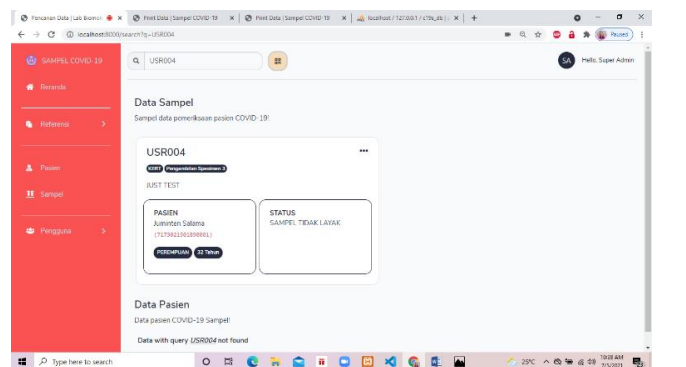 Pencarian Data | Lab Biomol
Print Data | Sampel COVID-19
Print Data | Sampel COVID-19
localhost / 127.0.0.1 / c19s_db |
localhost:8000/search?q=USR004
Paused
SAMPEL COVID-19
USR004
SA
Hello, Super Admin
Beranda
Referensi
Pasien
Sampel
Pengguna
Data Sampel
Sampel data pemeriksaan pasien COVID-19!
USR004
Pengambilan Spesimen 3
JUST TEST
PASIEN
Juminten Salama
PEREMPUAN
32 Tahun
STATUS
SAMPEL TIDAK LAYAK
Data Pasien
Data pasien COVID-19 Sampel!
Data with query USR004 not found
Type here to search
25°C
10:28 AM